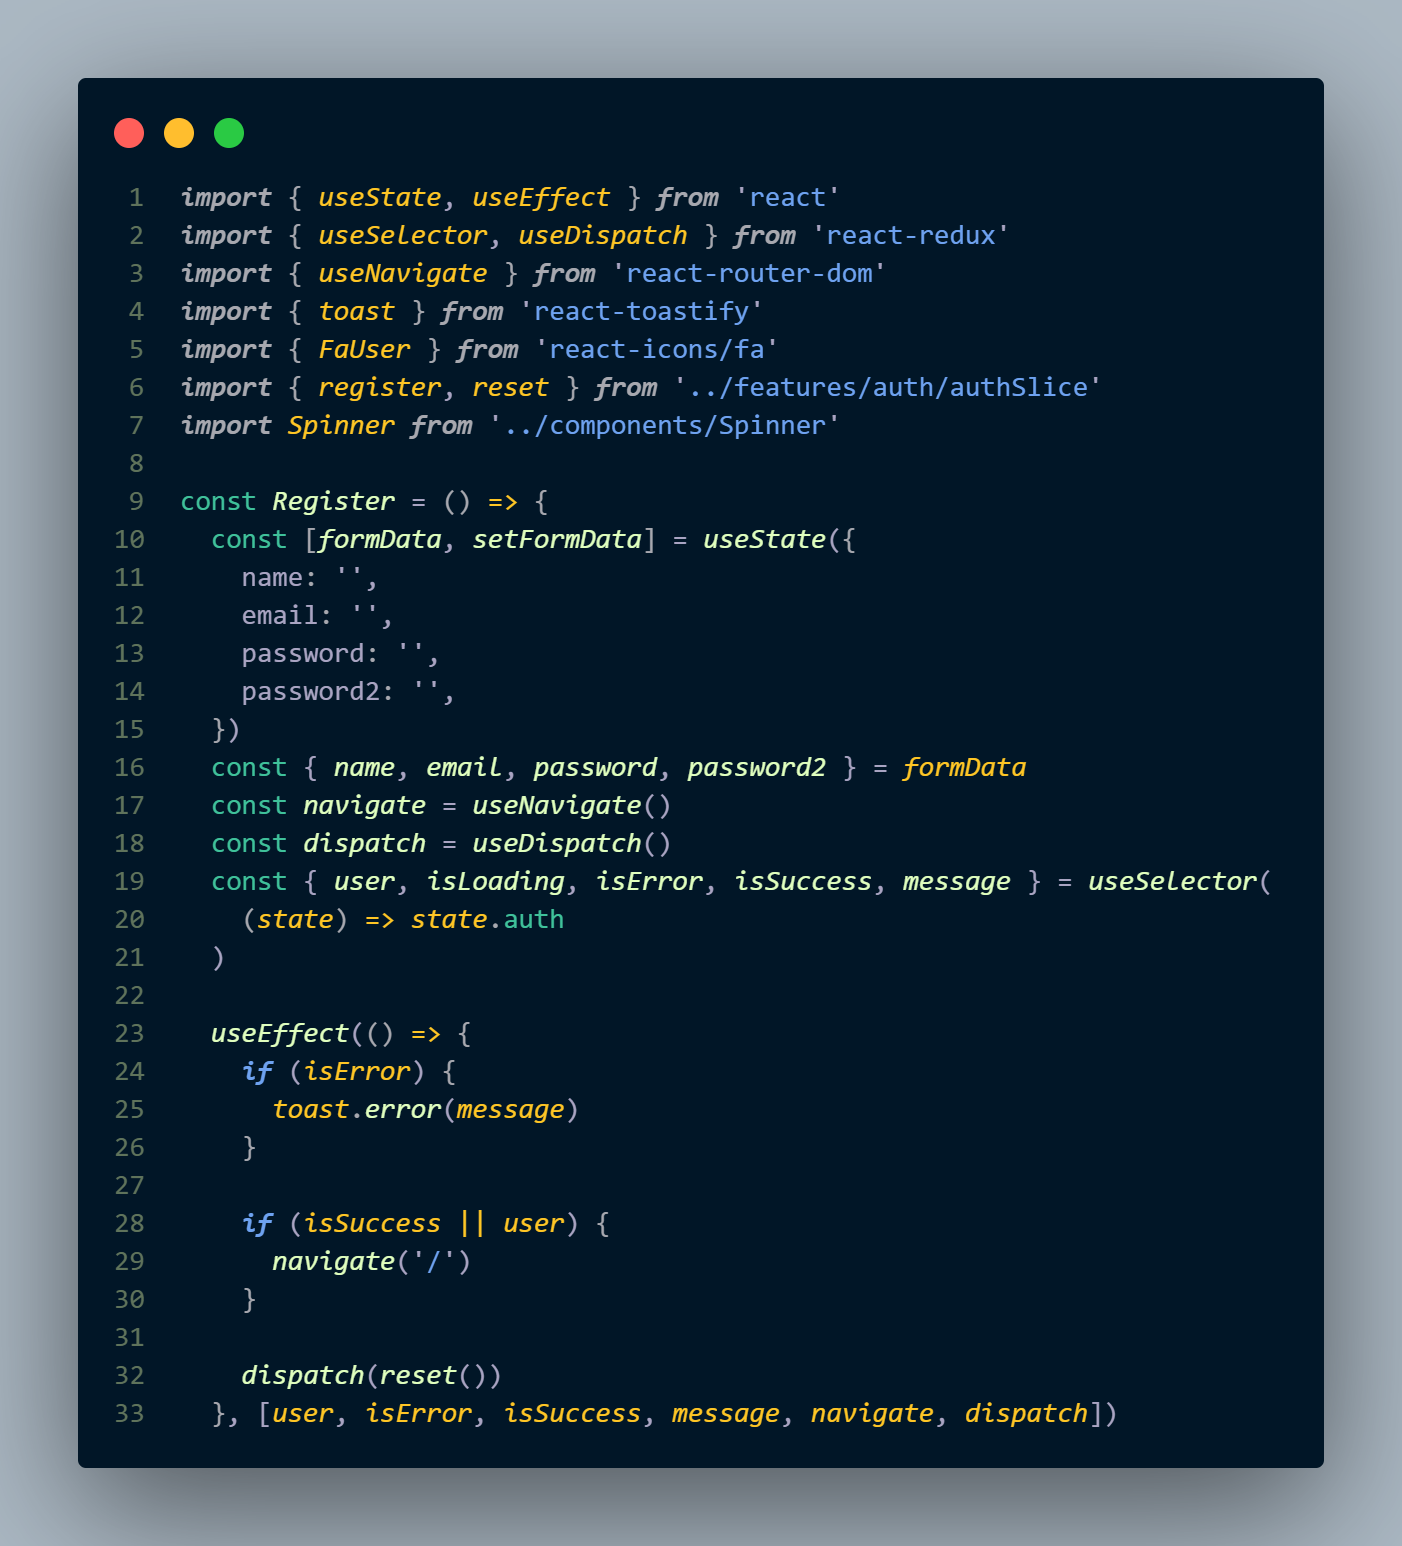 1 import { useState, useEffect } from 'react'
2 import { useSelector, useDispatch } from 'react-redux'
3 import { useNavigate } from 'react-router-dom'
4 import { toast } from 'react-toastify'
5 import { FaUser } from 'react-icons/fa'
6 import { register, reset } from '../features/auth/authSlice'
7 import Spinner from '../components/Spinner'
8
9 const Register = () => {
10   const [formData, setFormData] = useState({
11     name: '',
12     email: '',
13     password: '',
14     password2: '',
15   })
16   const { name, email, password, password2 } = formData
17   const navigate = useNavigate()
18   const dispatch = useDispatch()
19   const { user, isLoading, isError, isSuccess, message } = useSelector(
20     (state) => state.auth
21   )
22
23   useEffect(() => {
24     if (isError) {
25       toast.error(message)
26     }
27
28     if (isSuccess || user) {
29       navigate('/')
30     }
31
32     dispatch(reset())
33   }, [user, isError, isSuccess, message, navigate, dispatch])